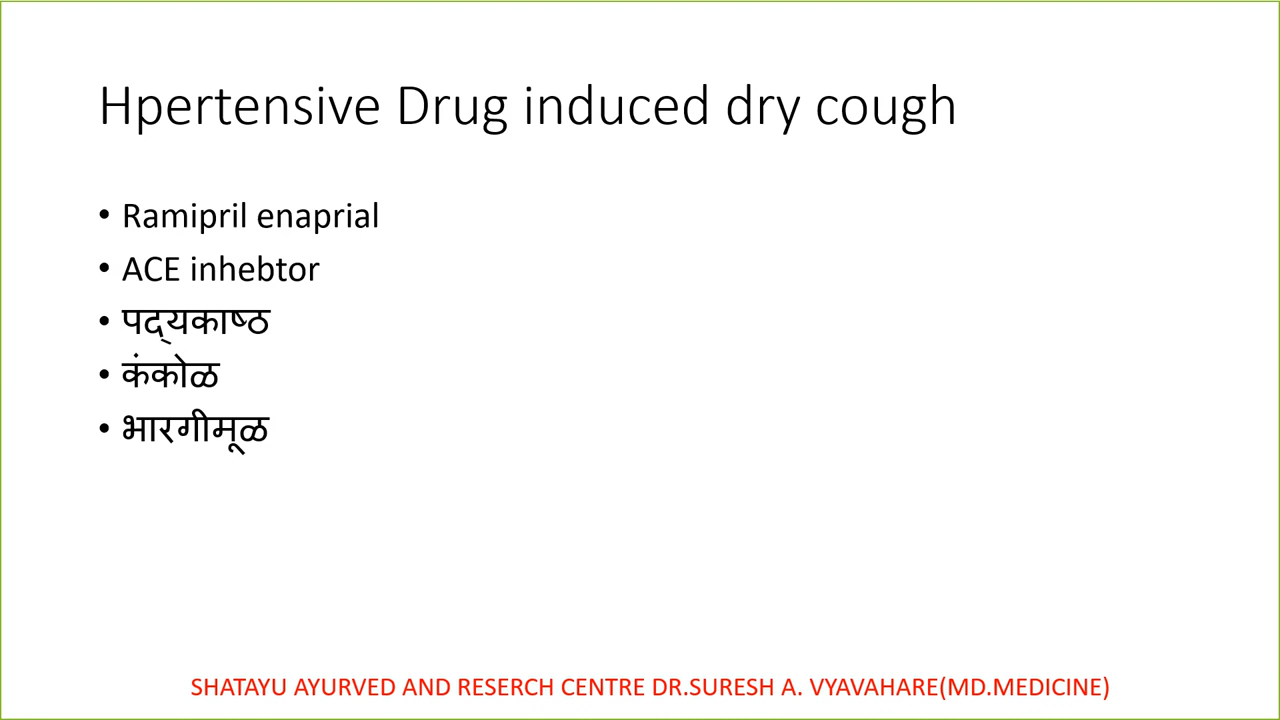 Hpertensive Drug induced dry cough
• Ramipril enaprial
• ACE inhebtor
• पद्‌यकाष्ठ
• कंकोळ
• भारगीमूळ
SHATAYU AYURVED AND RESERCH CENTRE DR.SURESH A. VYAVAHARE(MD.MEDICINE)